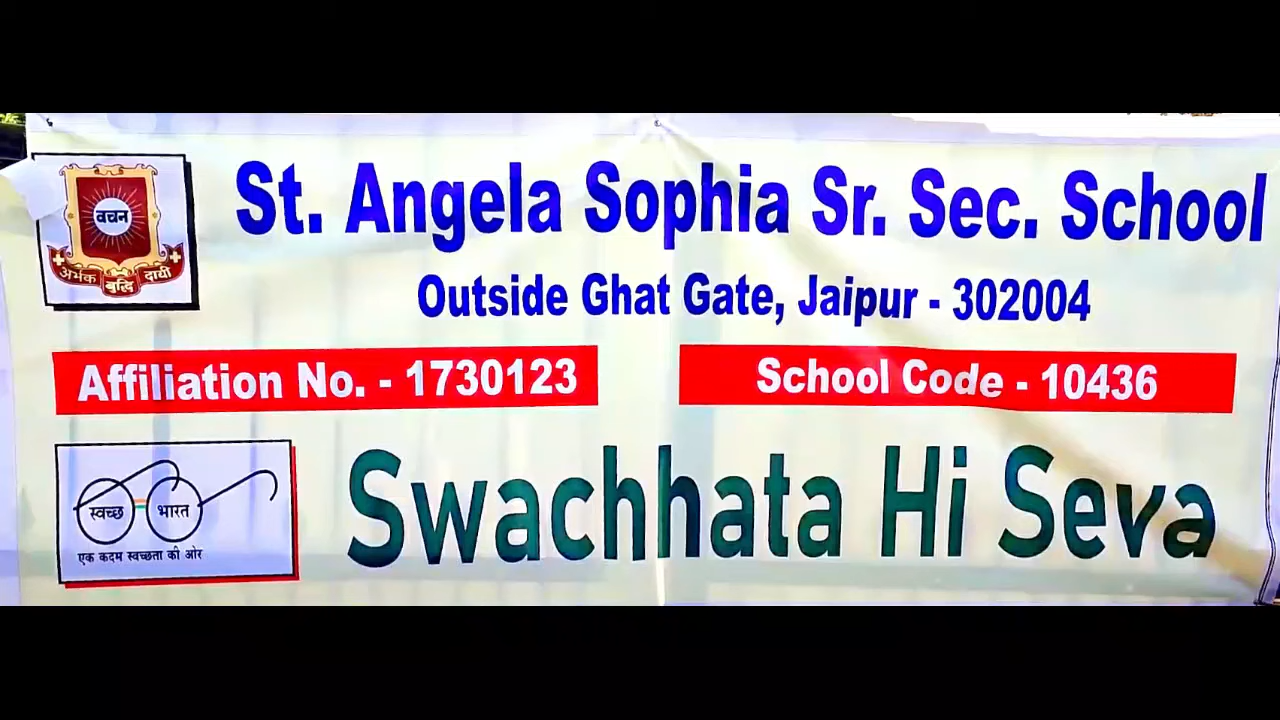 वचन
अर्भक बुद्धि दायी
St. Angela Sophia Sr. Sec. School
Outside Ghat Gate, Jaipur - 302004
Affiliation No. - 1730123
School Code - 10436
स्वच्छ भारत
एक कदम स्वच्छता की ओर
Swachhata Hi Seva